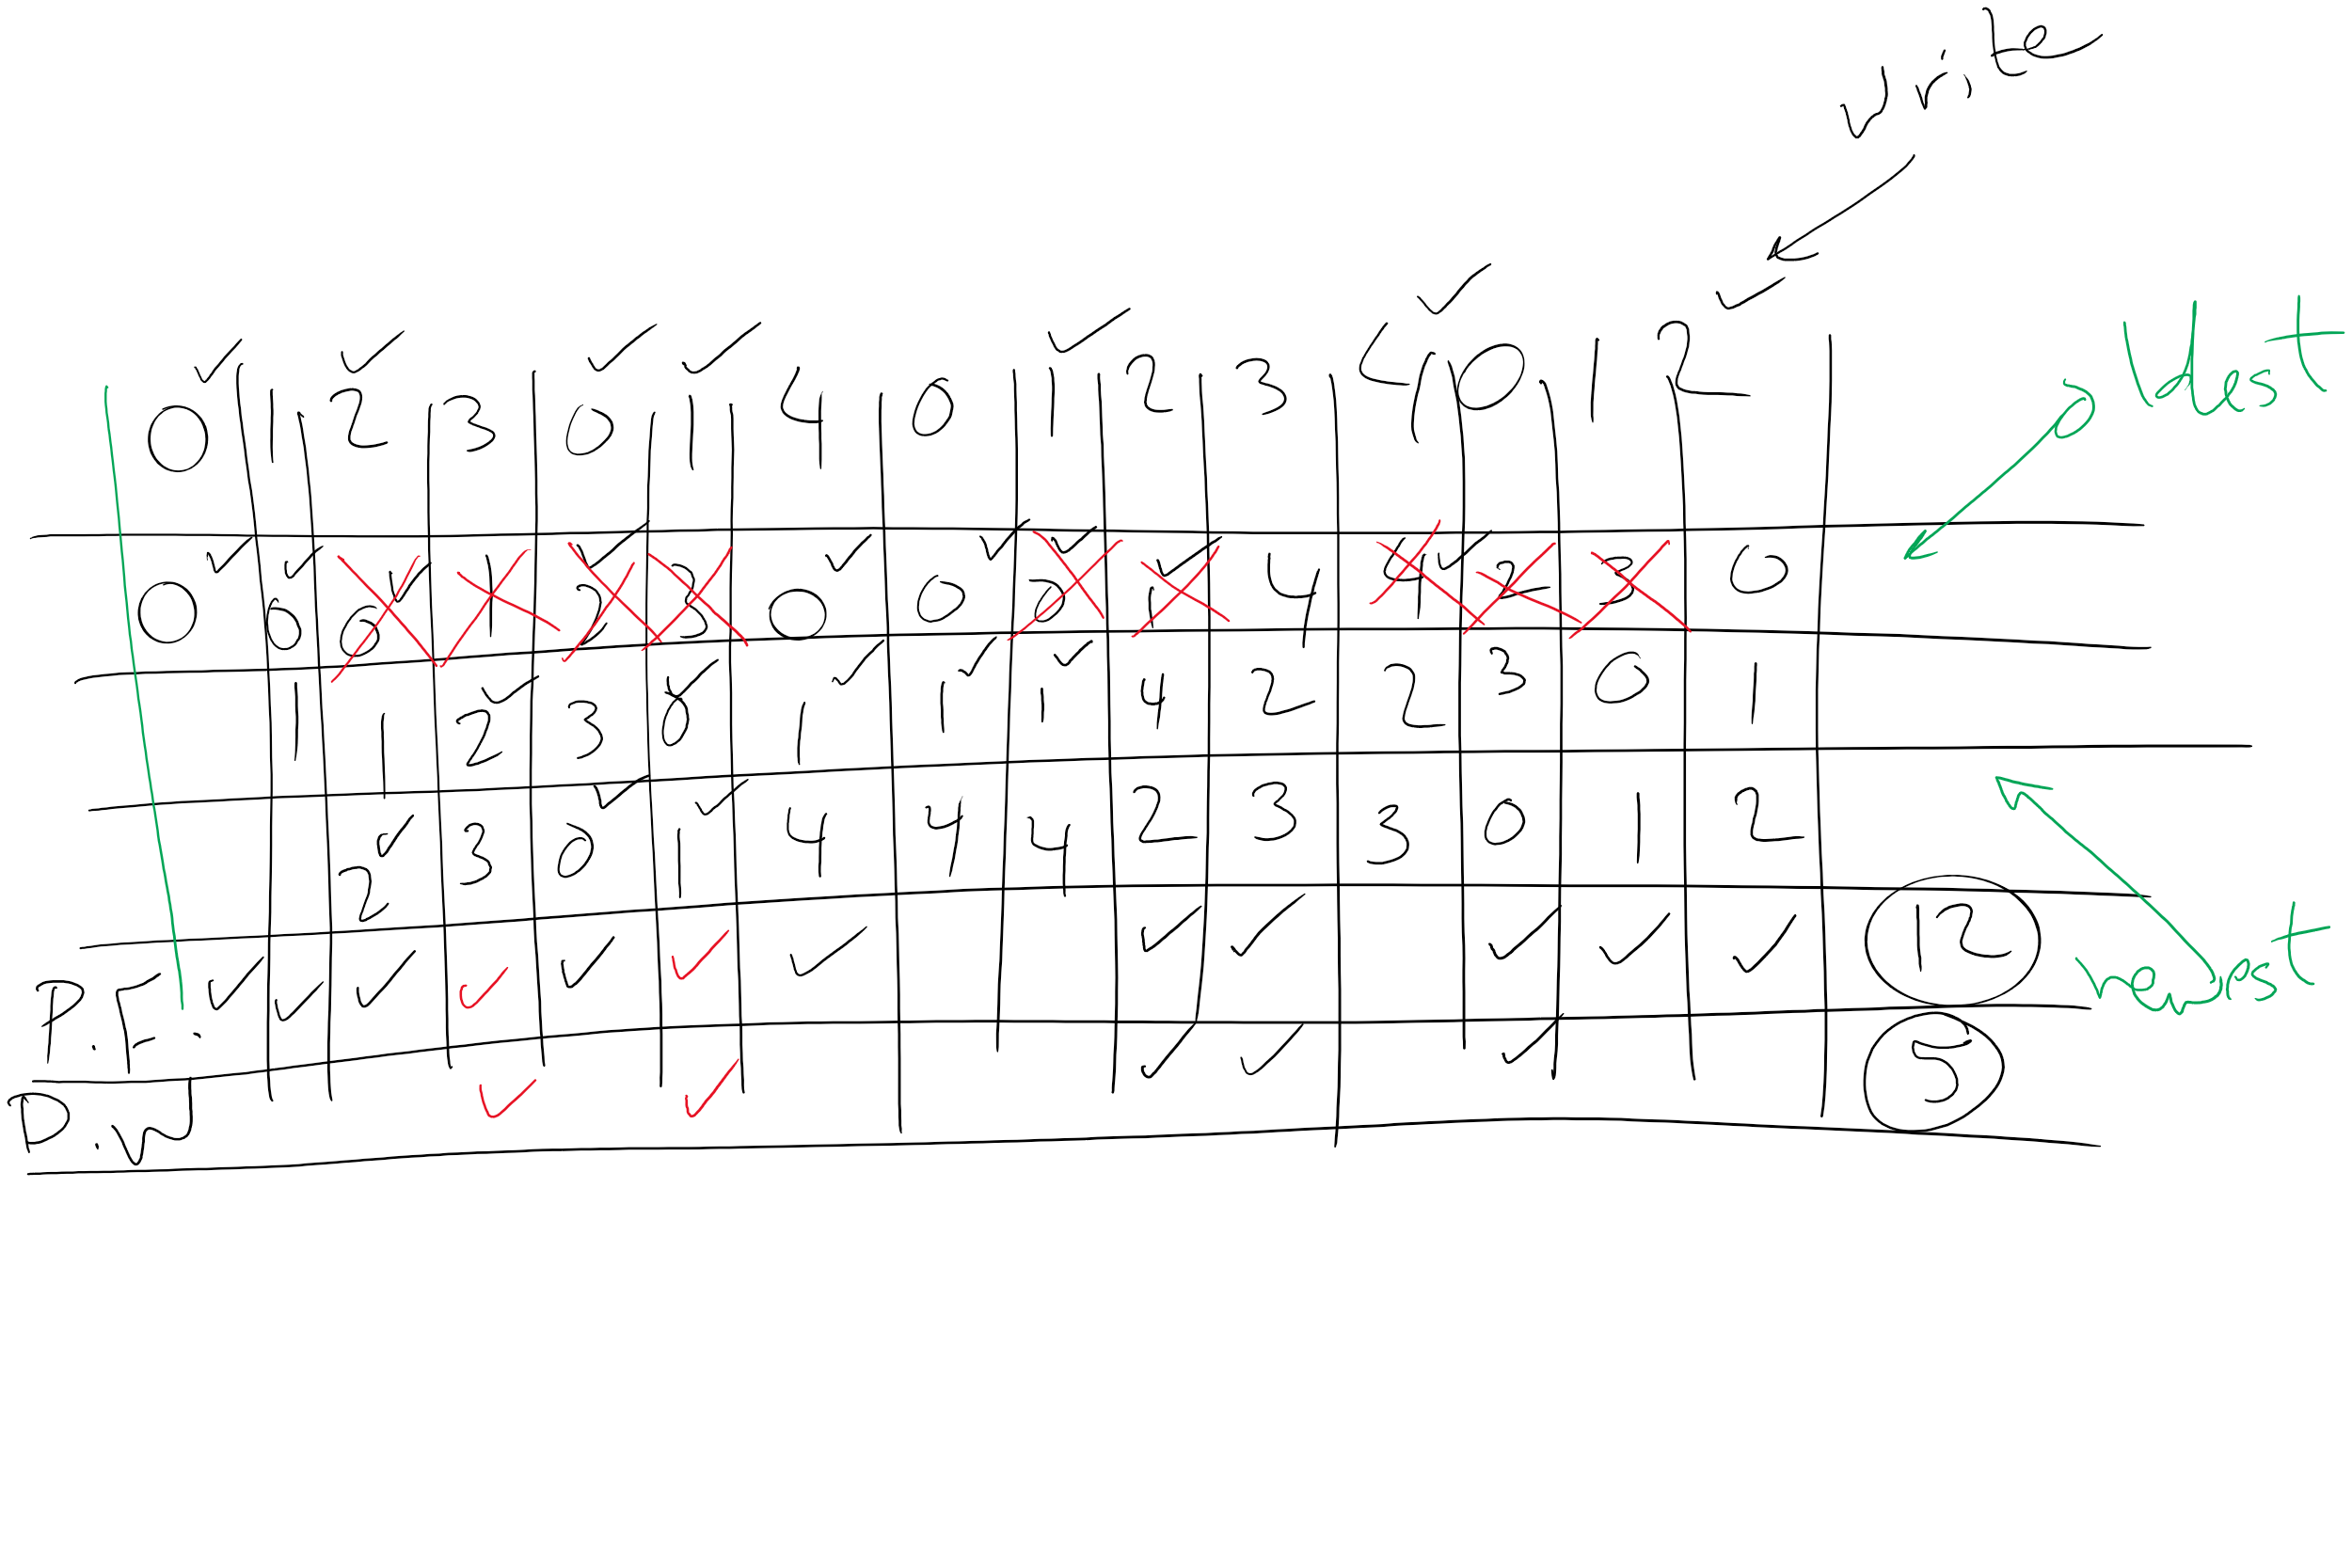 Write
0 ✓ 1 2 ✓ 3 0 ✓ 1 ✓ 4 0 1 ✓ 2 3 4 ✓ 0 1 2 ✓
oldest
0 ✓ 0 ✓ 0 ✓ 1 2 ✓ 3 0 ✓ 0 ✓ 0 ✓ 1 ✓ 4 4 ✓ 2 3 0
1 1 2 ✓ 3 0 ✓ 1 ✓ 1 ✓ 1 ✓ 4 2 2 3 0 1
2 ✓ 3 0 ✓ 1 ✓ 4 4 4 2 3 3 0 1 2
newest
P.F. ✓ ✓ ✓ ✓ ✓ ✓ ✓ ✓ ✓ ✓ ✓ ✓ 12
D.W ✓ ✓ ✓ ✓ ✓ 5